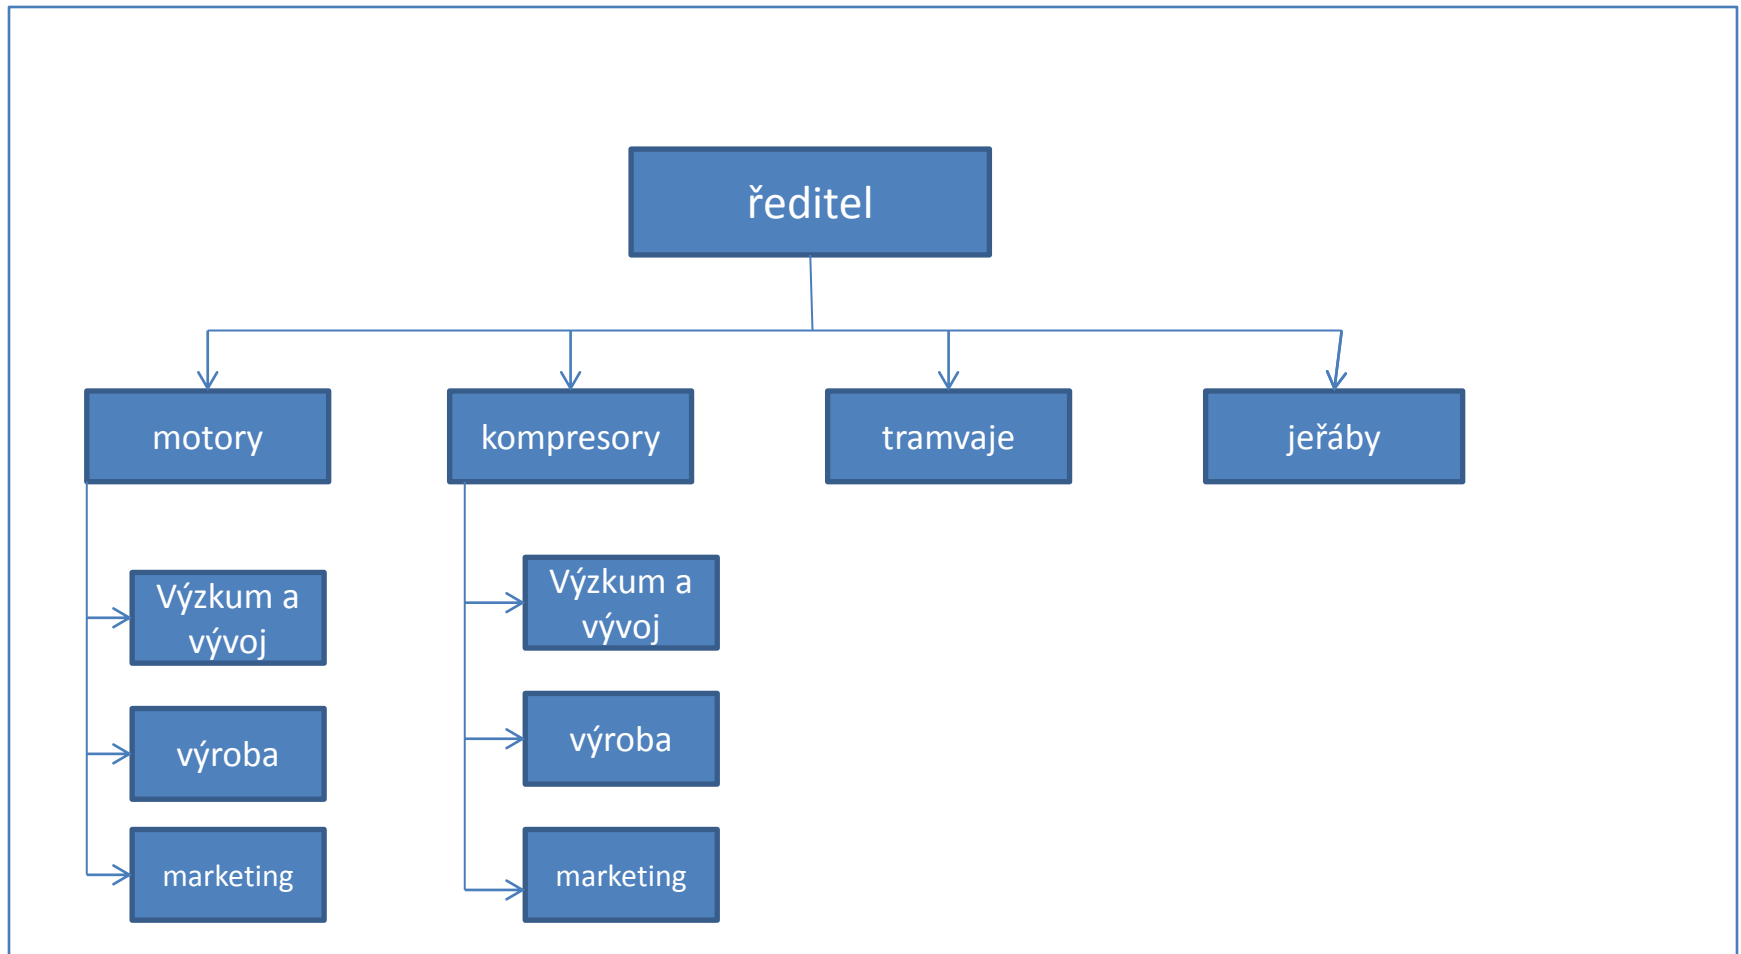 ředitel
motory
kompresory
tramvaje
jeřáby
Výzkum a
vývoj
výroba
marketing
Výzkum a
vývoj
výroba
marketing